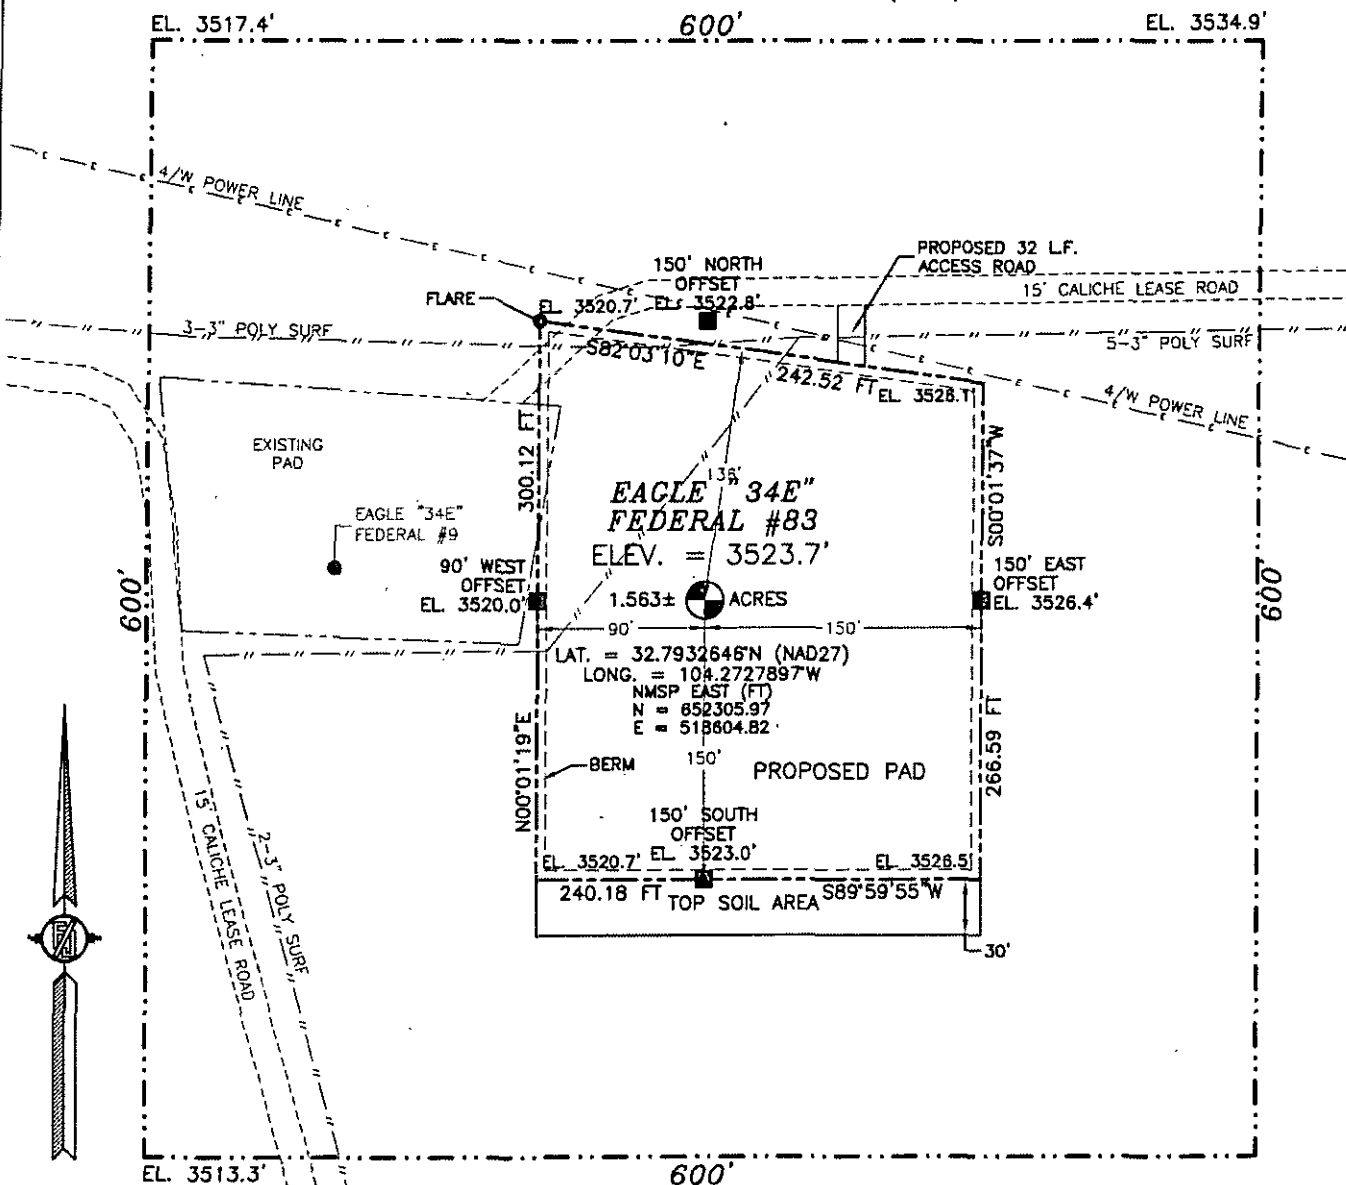 EL. 3517.4'
600'
EL. 3534.9'
4/W POWER LINE
PROPOSED 32 L.F.
ACCESS ROAD
150' NORTH
OFFSET
EL. 3522.8'
15' CALICHE LEASE ROAD
FLARE
EL. 3520.7'
3-3" POLY SURF
5-3" POLY SURF
S82°03'10"E
242.52 FT
EL. 3528.1'
4/W POWER LINE
EXISTING
PAD
300.12 FT
S00°01'37"W
136'
EAGLE "34E"
FEDERAL #83
ELEV. = 3523.7'
EAGLE "34E"
FEDERAL #9
90' WEST
OFFSET
EL. 3520.0'
150' EAST
OFFSET
EL. 3526.4'
600'
1.563± ACRES
600'
90'
150'
LAT. = 32.7932646°N (NAD27)
LONG. = 104.2727897°W
NMSP EAST (FT)
N = 652305.97
E = 518604.82
N00°01'19"E
266.59 FT
150'
BERM
PROPOSED PAD
150' SOUTH
OFFSET
EL. 3523.0'
EL. 3520.7'
EL. 3526.5'
240.18 FT
S89°59'55"W
TOP SOIL AREA
30'
15' CALICHE LEASE ROAD
2-3" POLY SURF
EL. 3513.3'
600'